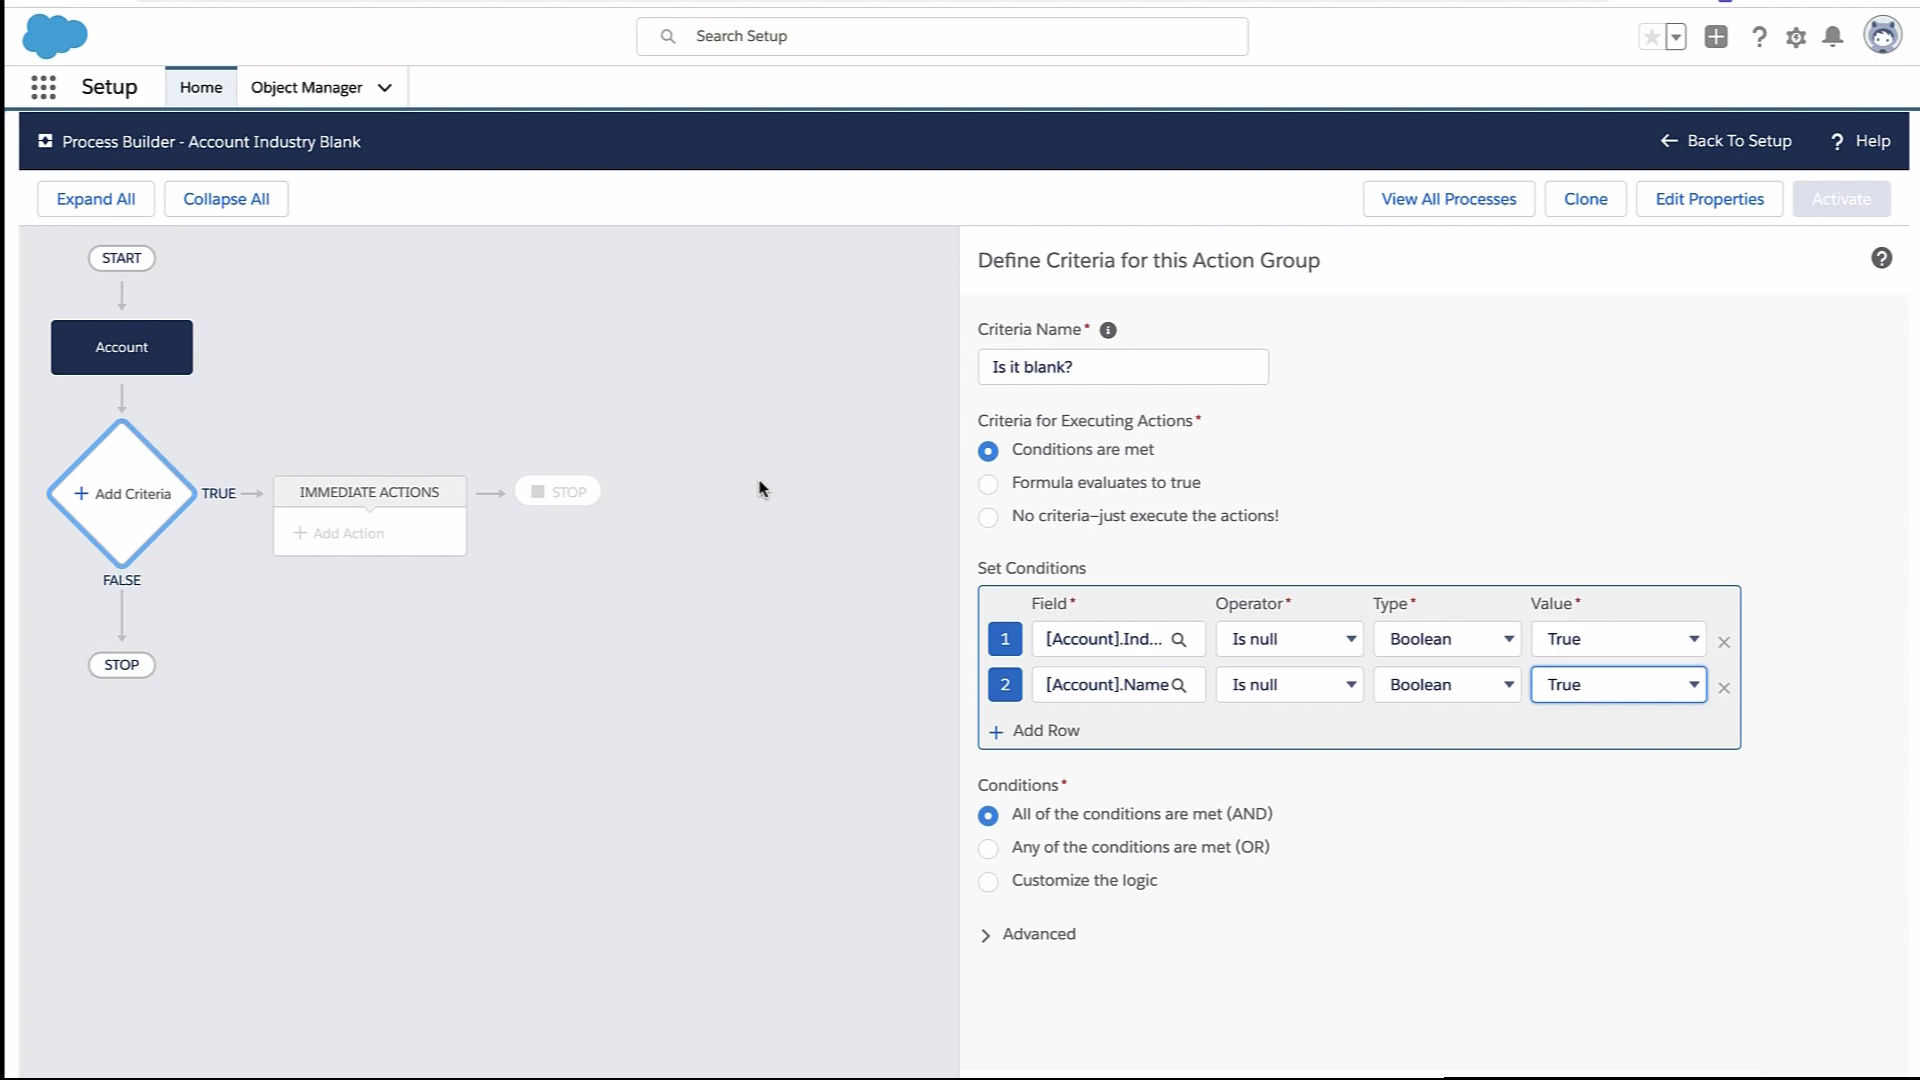 Search Setup
Setup
Home
Object Manager
Process Builder - Account Industry Blank
Back To Setup
? Help
Expand All
Collapse All
View All Processes
Clone
Edit Properties
Activate
START
Account
+ Add Criteria
TRUE
IMMEDIATE ACTIONS
+ Add Action
STOP
FALSE
STOP
Define Criteria for this Action Group
Criteria Name*
Is it blank?
Criteria for Executing Actions*
Conditions are met
Formula evaluates to true
No criteria–just execute the actions!
Set Conditions
Field* Operator* Type* Value*
1 [Account].Ind... Is null Boolean True
2 [Account].Name Is null Boolean True
+ Add Row
Conditions*
All of the conditions are met (AND)
Any of the conditions are met (OR)
Customize the logic
Advanced